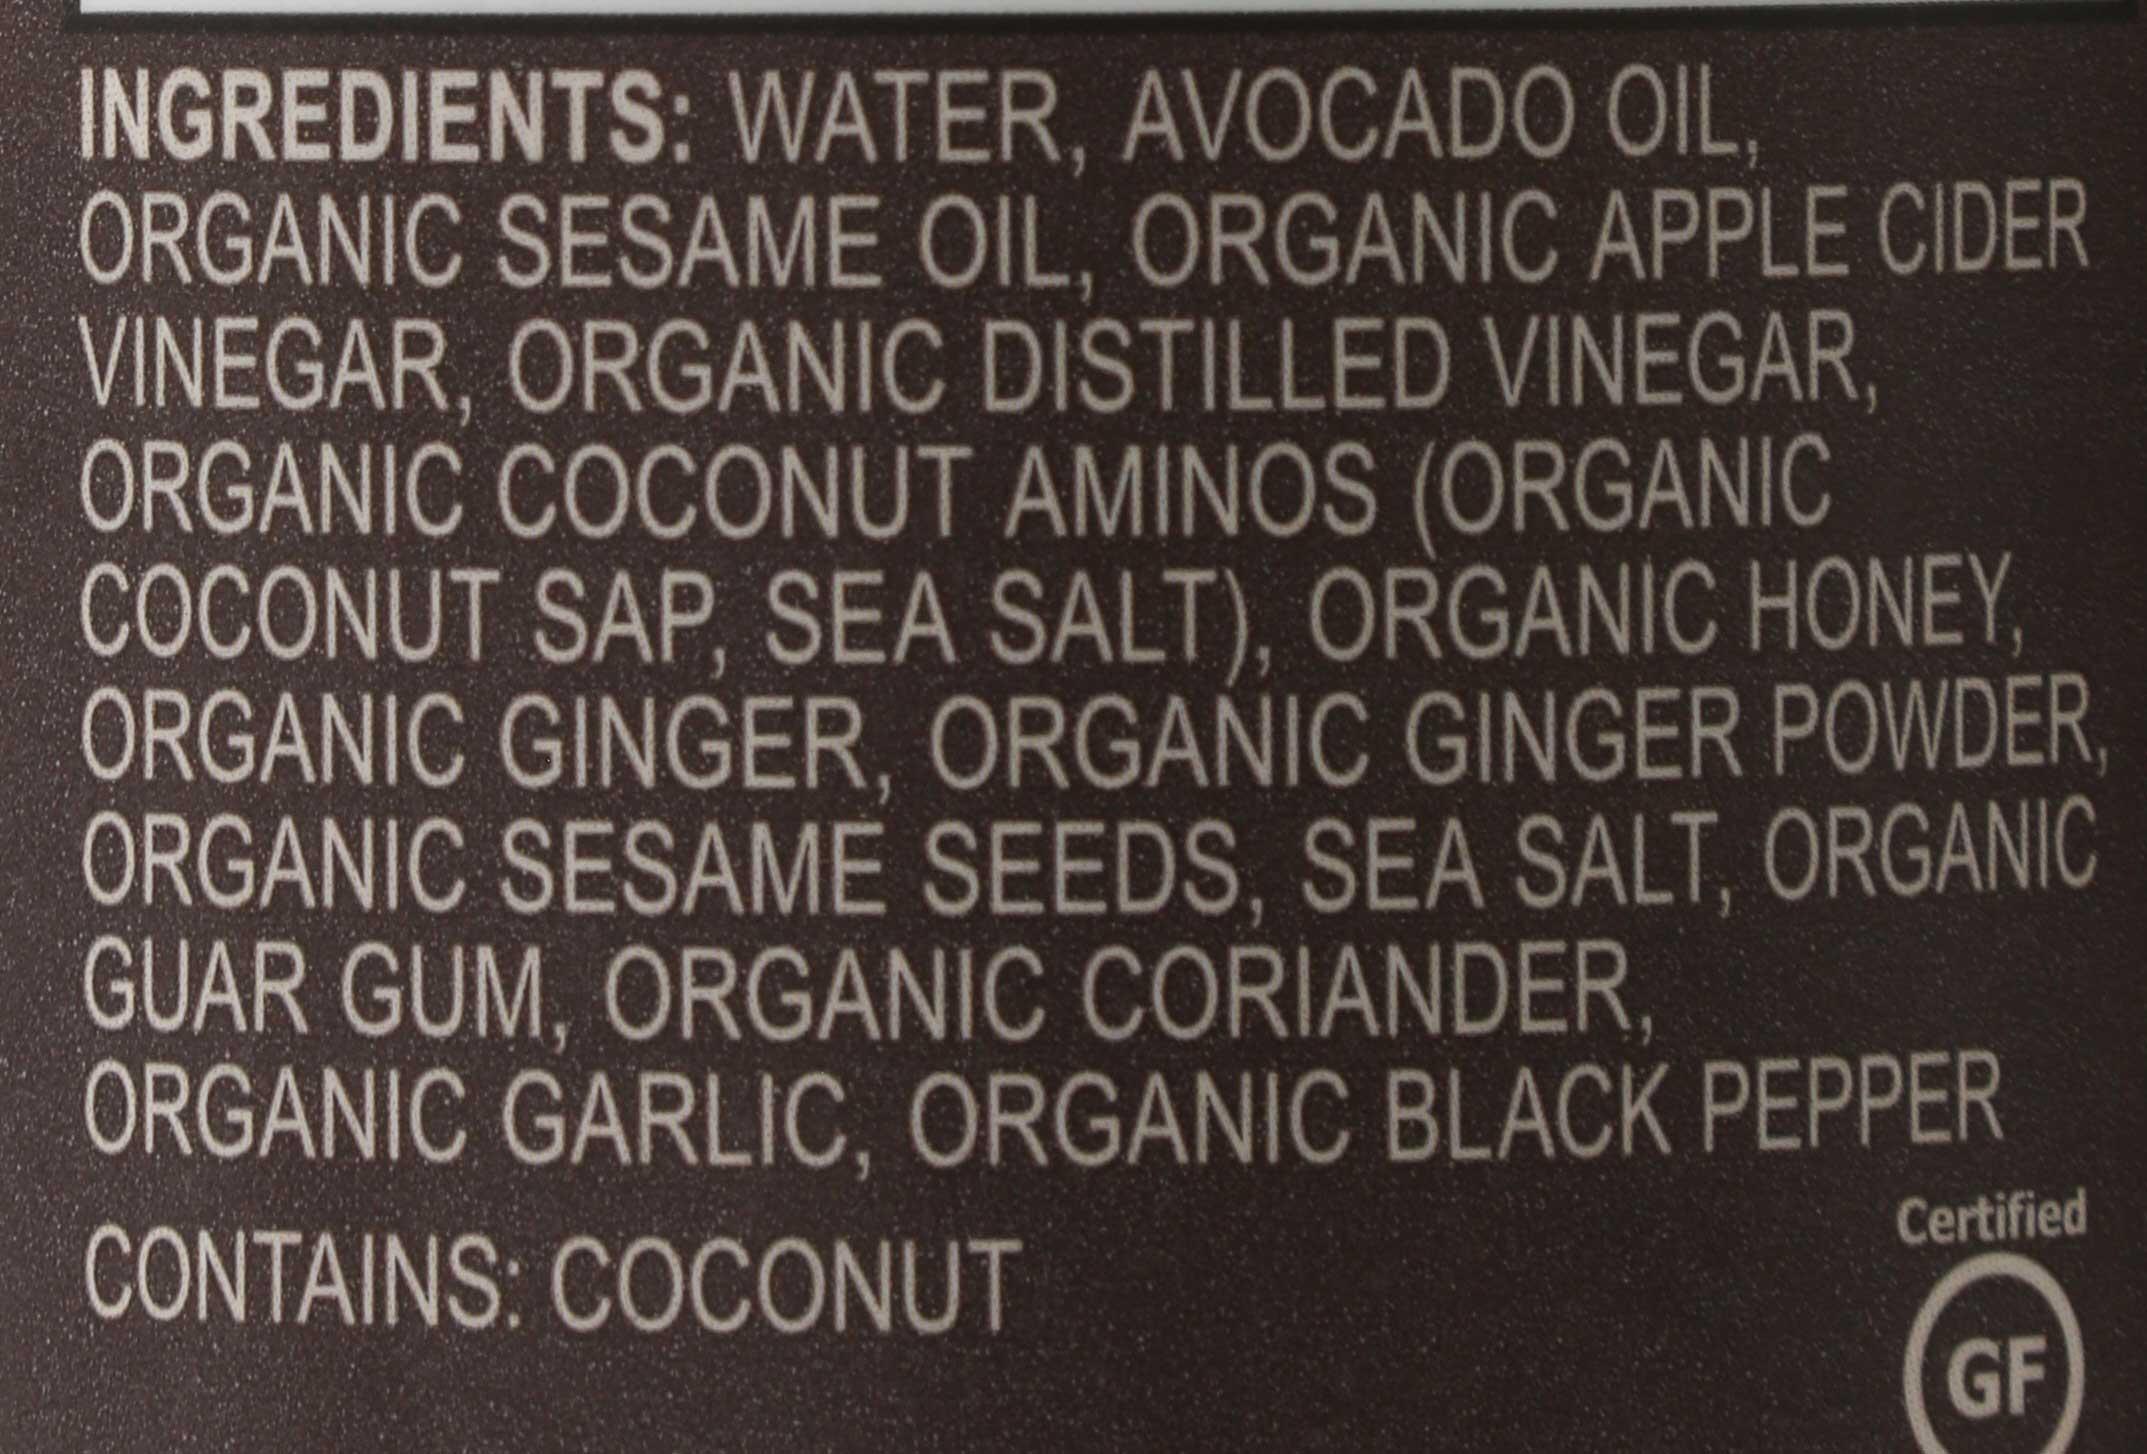 INGREDIENTS: WATER, AVOCADO OIL,
ORGANIC SESAME OIL, ORGANIC APPLE CIDER
VINEGAR, ORGANIC DISTILLED VINEGAR,
ORGANIC COCONUT AMINOS (ORGANIC
COCONUT SAP, SEA SALT), ORGANIC HONEY,
ORGANIC GINGER, ORGANIC GINGER POWDER,
ORGANIC SESAME SEEDS, SEA SALT, ORGANIC
GUAR GUM, ORGANIC CORIANDER,
ORGANIC GARLIC, ORGANIC BLACK PEPPER
CONTAINS: COCONUT
Certified
GF